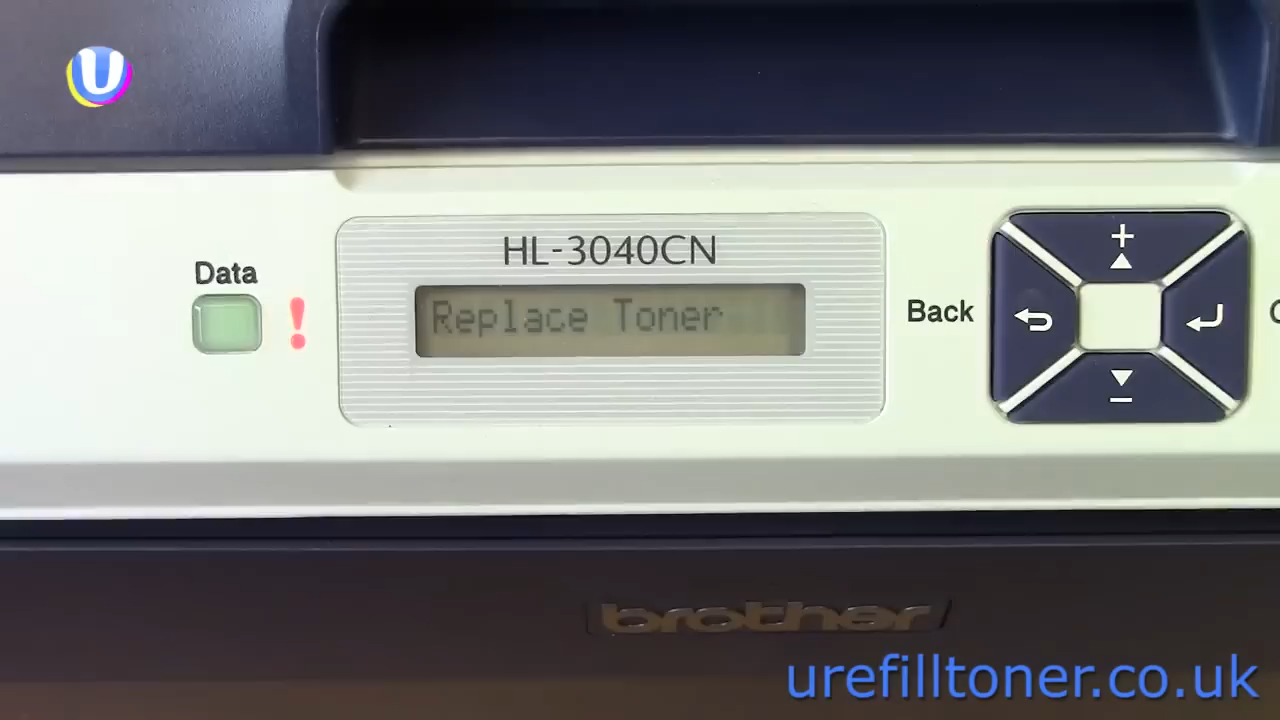 U
HL-3040CN
Data
!
Replace Toner
Back
+
-
brother
urefilltoner.co.uk